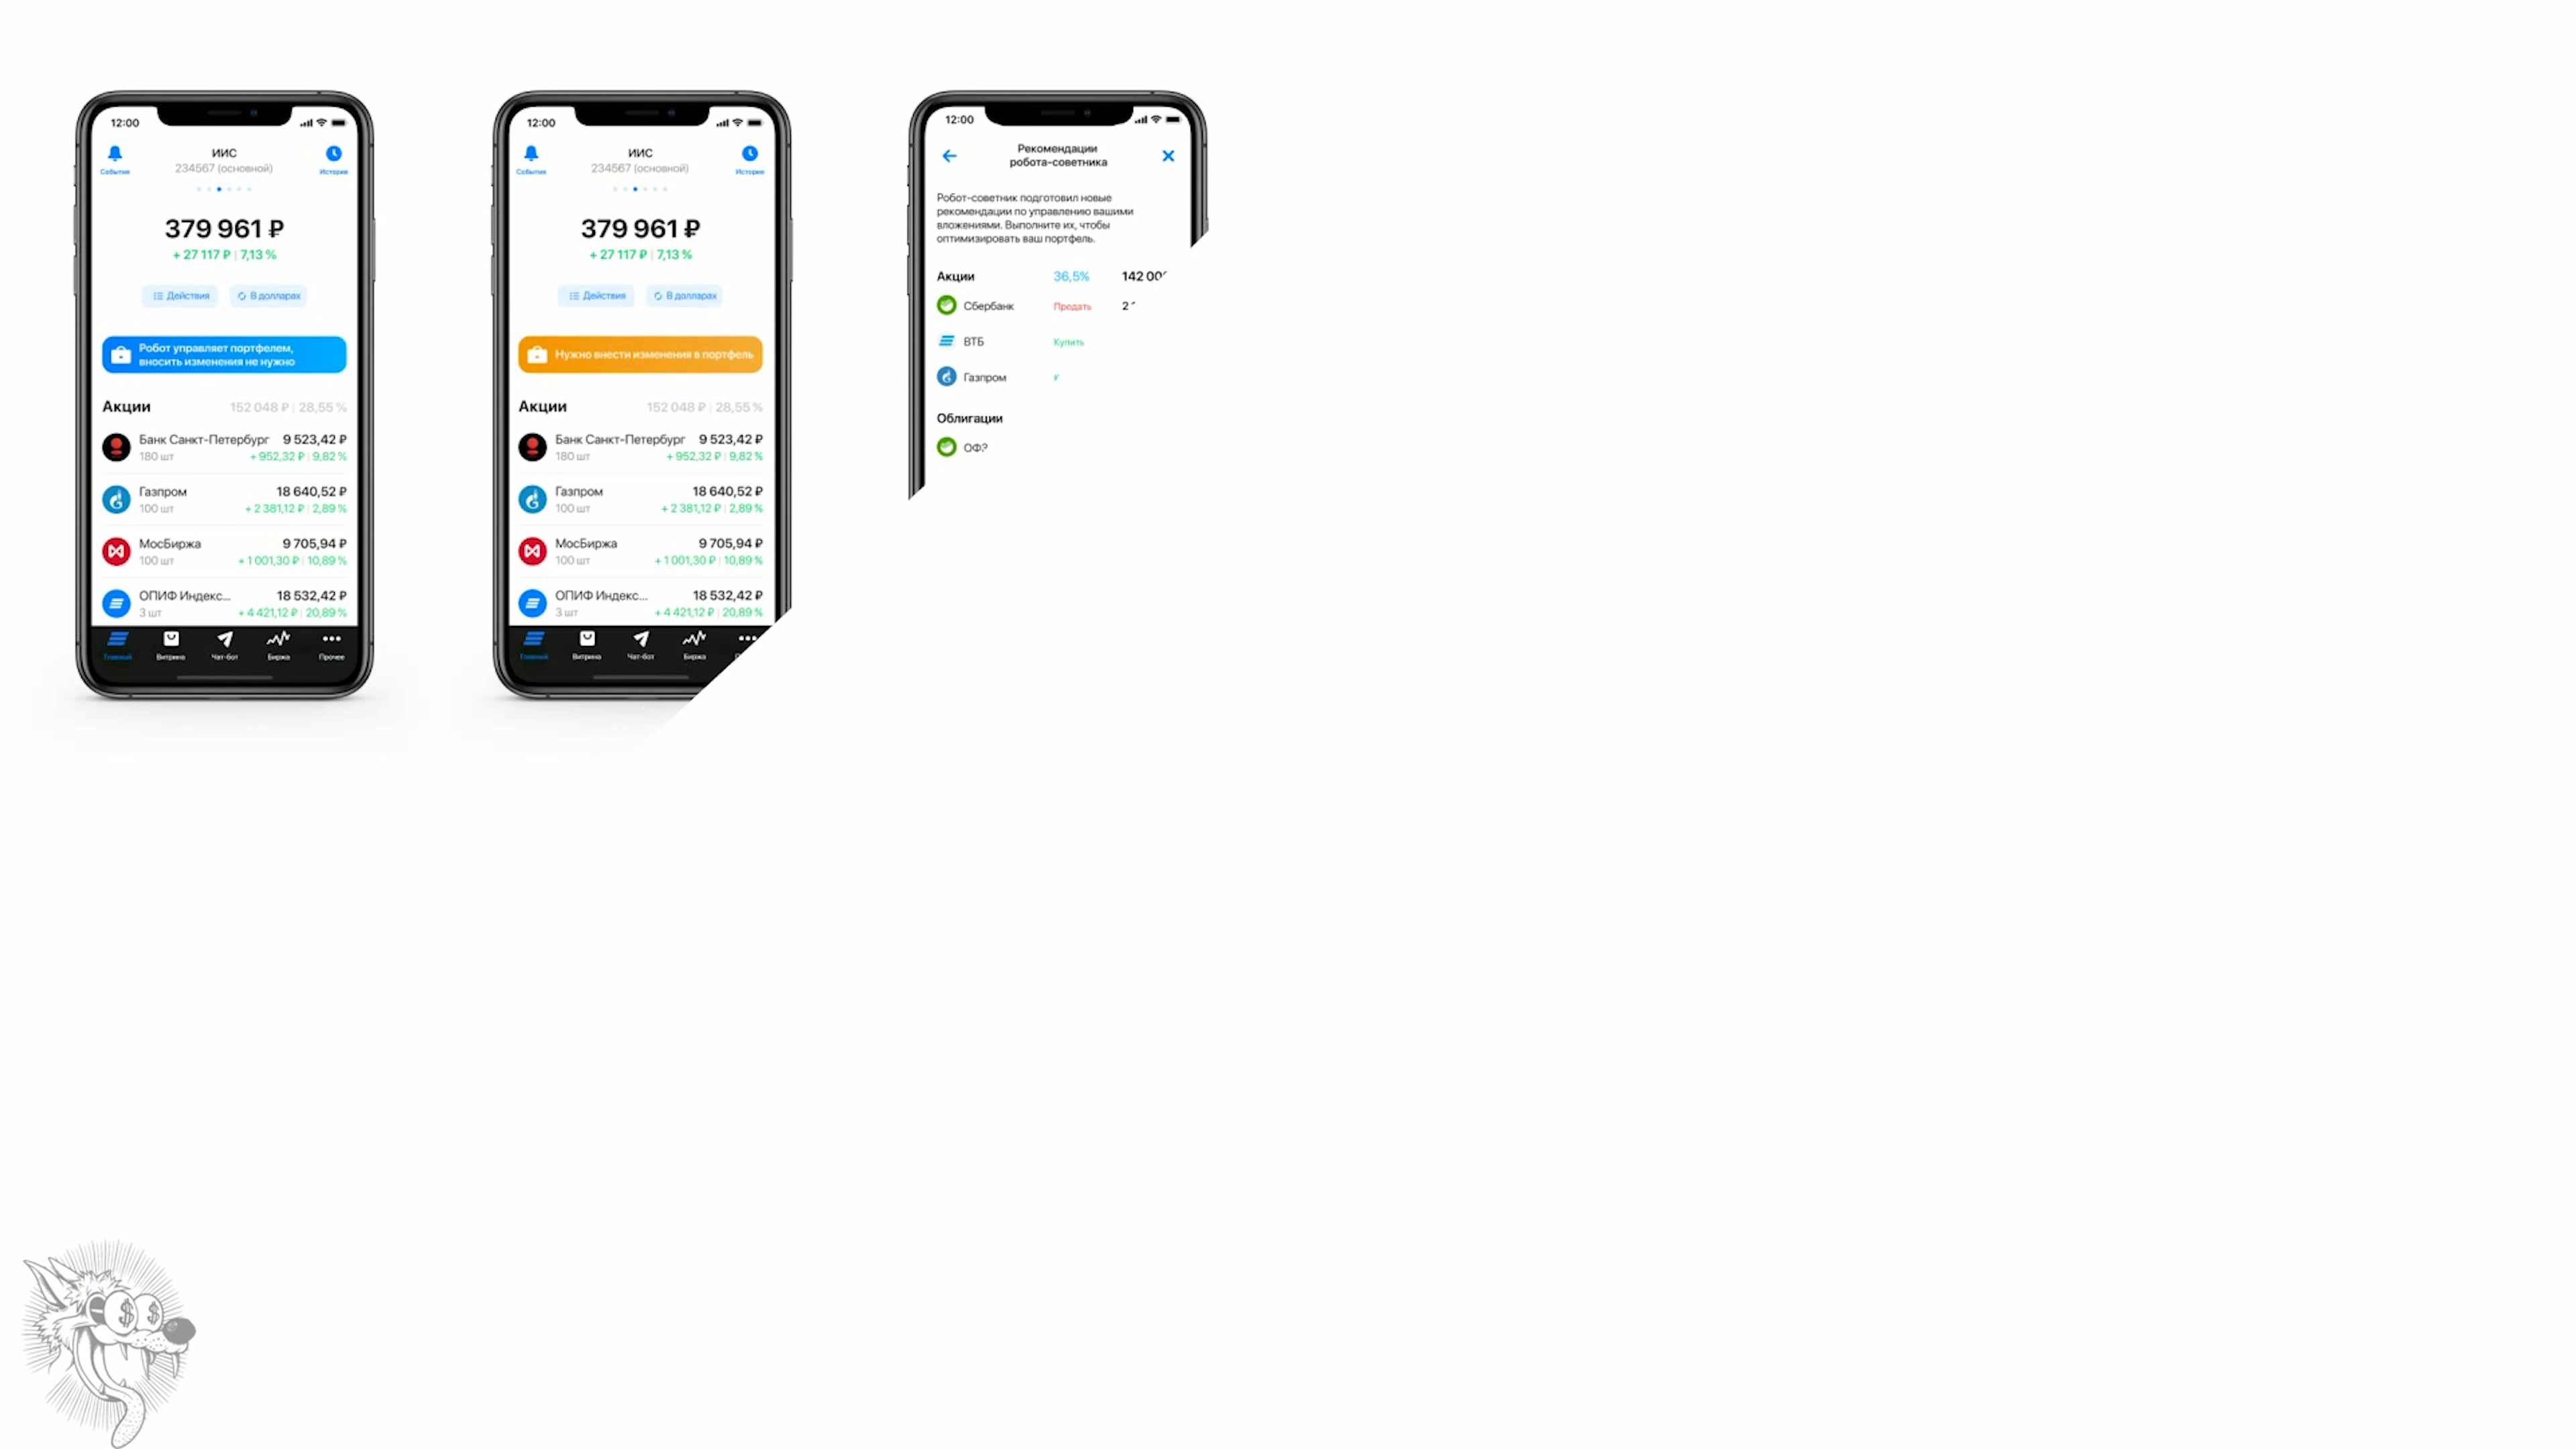 12:00
События
ИИС
234567 (основной)
История
379 961 ₽
+ 27 117 ₽ | 7,13 %
Действия
В долларах
Робот управляет портфелем,
вносить изменения не нужно
Акции 152 048 ₽ | 28,55 %
Банк Санкт-Петербург 9 523,42 ₽
180 шт + 952,32 ₽ | 9,82 %
Газпром 18 640,52 ₽
100 шт + 2 381,12 ₽ | 2,89 %
МосБиржа 9 705,94 ₽
100 шт + 1 001,30 ₽ | 10,89 %
ОПИФ Индекс... 18 532,42 ₽
3 шт + 4 421,12 ₽ | 20,89 %
Главный Витрина Чат-бот Биржа Прочее
12:00
События
ИИС
234567 (основной)
История
379 961 ₽
+ 27 117 ₽ | 7,13 %
Действия
В долларах
Нужно внести изменения в портфель
Акции 152 048 ₽ | 28,55 %
Банк Санкт-Петербург 9 523,42 ₽
180 шт + 952,32 ₽ | 9,82 %
Газпром 18 640,52 ₽
100 шт + 2 381,12 ₽ | 2,89 %
МосБиржа 9 705,94 ₽
100 шт + 1 001,30 ₽ | 10,89 %
ОПИФ Индекс... 18 532,42 ₽
3 шт + 4 421,12 ₽ | 20,89 %
Главный Витрина Чат-бот Биржа
12:00
Рекомендации
робота-советника
Робот-советник подготовил новые
рекомендации по управлению вашими
вложениями. Выполните их, чтобы
оптимизировать ваш портфель.
Акции 36,5% 142
Сбербанк Продать 2
ВТБ Купить
Газпром
Облигации